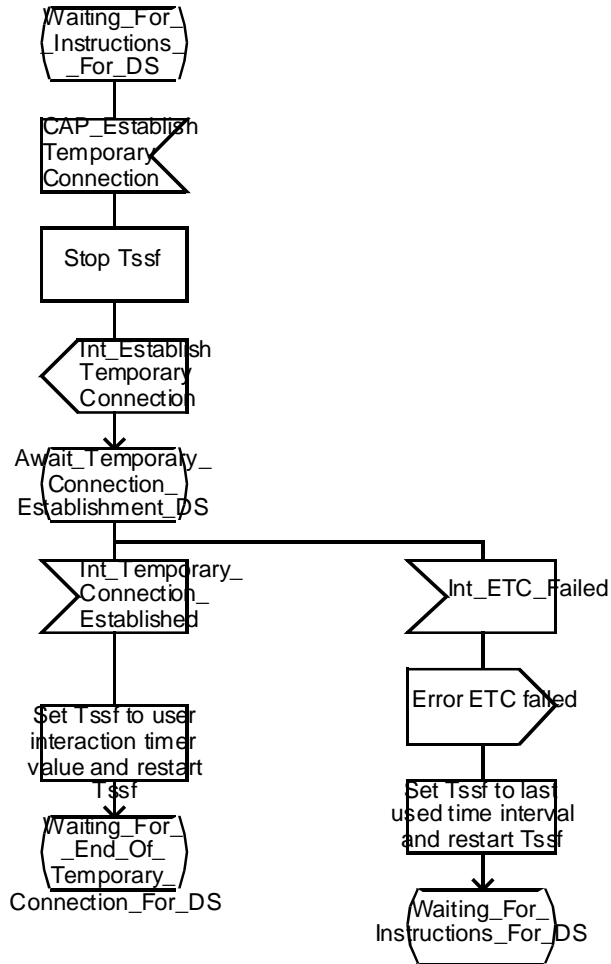 Waiting_For_
_Instructions_
_For_DS
CAP_Establish
Temporary
Connection
Stop Tssf
Int_Establish
Temporary
Connection
Await_Temporary_
Connection_
Establishment_DS
Int_Temporary_
Connection_
Established
Set Tssf to user
interaction timer
value and restart
Tssf
Waiting_For_
_End_Of_
Temporary_
Connection_For_DS
Int_ETC_Failed
Error ETC failed
Set Tssf to last
used time interval
and restart Tssf
Waiting_For_
Instructions_For_DS